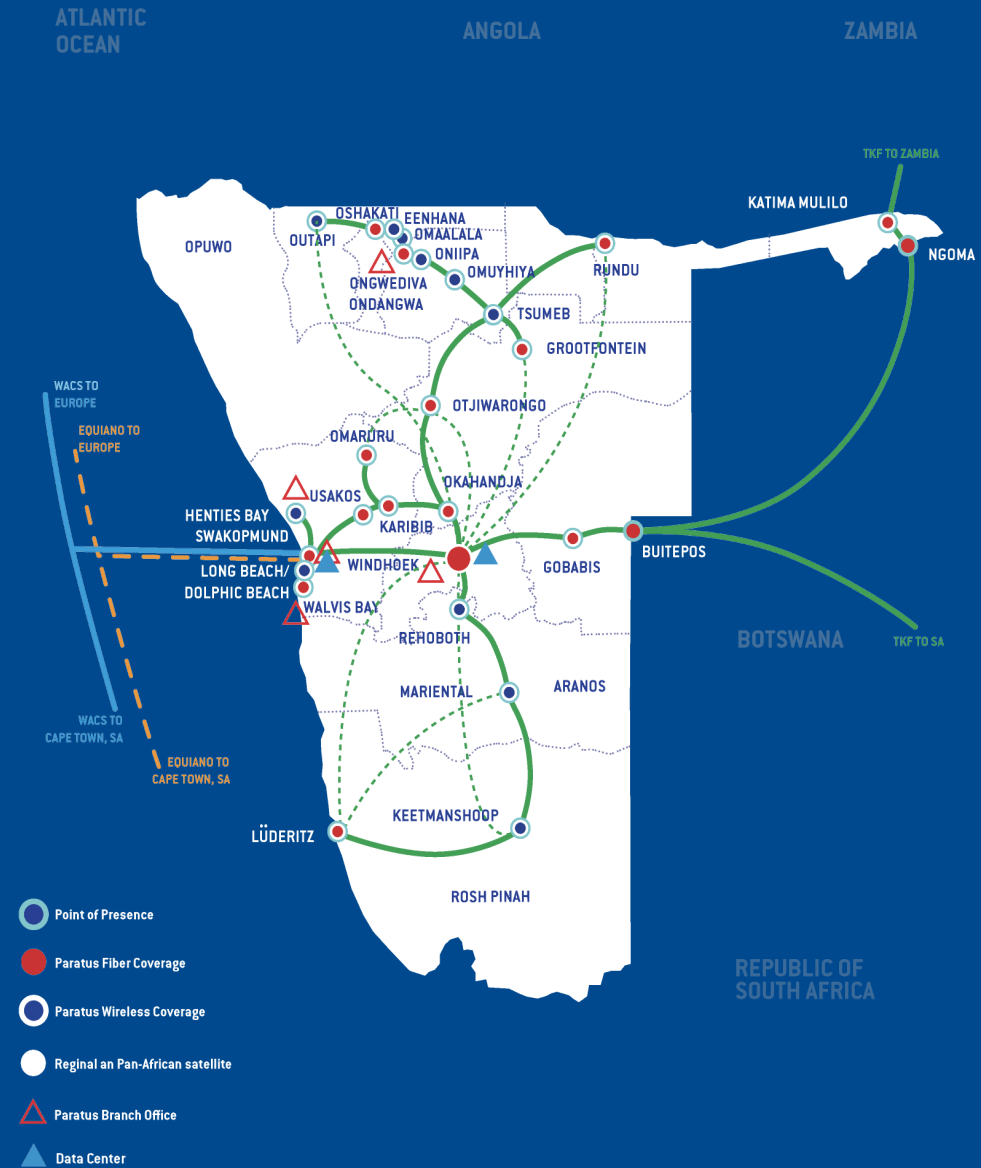 ATLANTIC
OCEAN
ANGOLA
ZAMBIA
TKF TO ZAMBIA
KATIMA MULILO
NGOMA
OPUWO
OSHAKATI
EENHANA
OUTAPI
OMAALALA
ONIIPA
OMUYHIYA
RUNDU
ONGWEDIVA
ONDANGWA
TSUMEB
GROOTFONTEIN
WACS TO
EUROPE
EQUIANO TO
EUROPE
OTJIWARONGO
OMARURU
OKAHANDJA
USAKOS
HENTIES BAY
KARIBIB
SWAKOPMUND
BUITEPOS
WINDHOEK
GOBABIS
LONG BEACH/
DOLPHIC BEACH
WALVIS BAY
REHOBOTH
BOTSWANA
TKF TO SA
MARIENTAL
ARANOS
WACS TO
CAPE TOWN, SA
EQUIANO TO
CAPE TOWN, SA
KEETMANSHOOP
LÜDERITZ
ROSH PINAH
REPUBLIC OF
SOUTH AFRICA
Point of Presence
Paratus Fiber Coverage
Paratus Wireless Coverage
Reginal an Pan-African satellite
Paratus Branch Office
Data Center